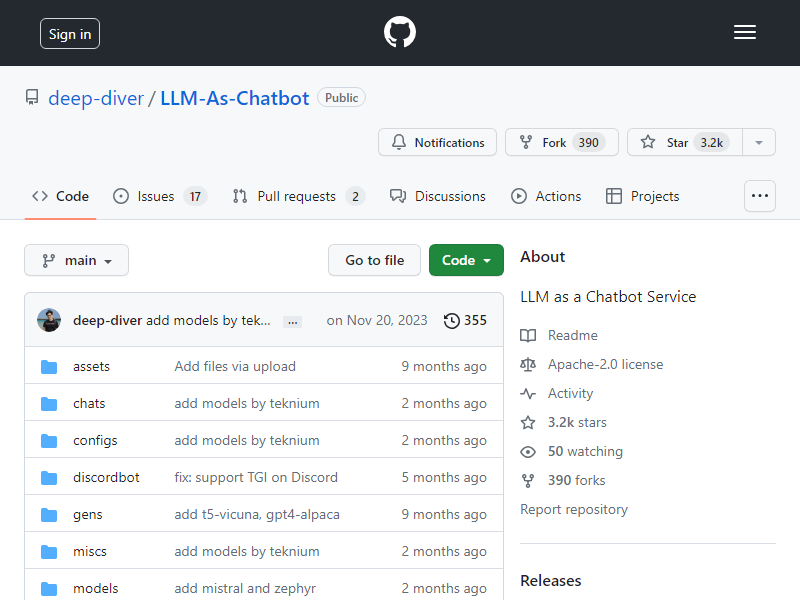 Sign in
deep-diver / LLM-As-Chatbot Public
Notifications Fork 390 Star 3.2k
Code Issues 17 Pull requests 2 Discussions Actions Projects ...
main Go to file Code
deep-diver add models by tek... ... on Nov 20, 2023 355
assets Add files via upload 9 months ago
chats add models by teknium 2 months ago
configs add models by teknium 2 months ago
discordbot fix: support TGI on Discord 5 months ago
gens add t5-vicuna, gpt4-alpaca 9 months ago
miscs add models by teknium 2 months ago
models add mistral and zephyr 2 months ago
About
LLM as a Chatbot Service
Readme
Apache-2.0 license
Activity
3.2k stars
50 watching
390 forks
Report repository
Releases